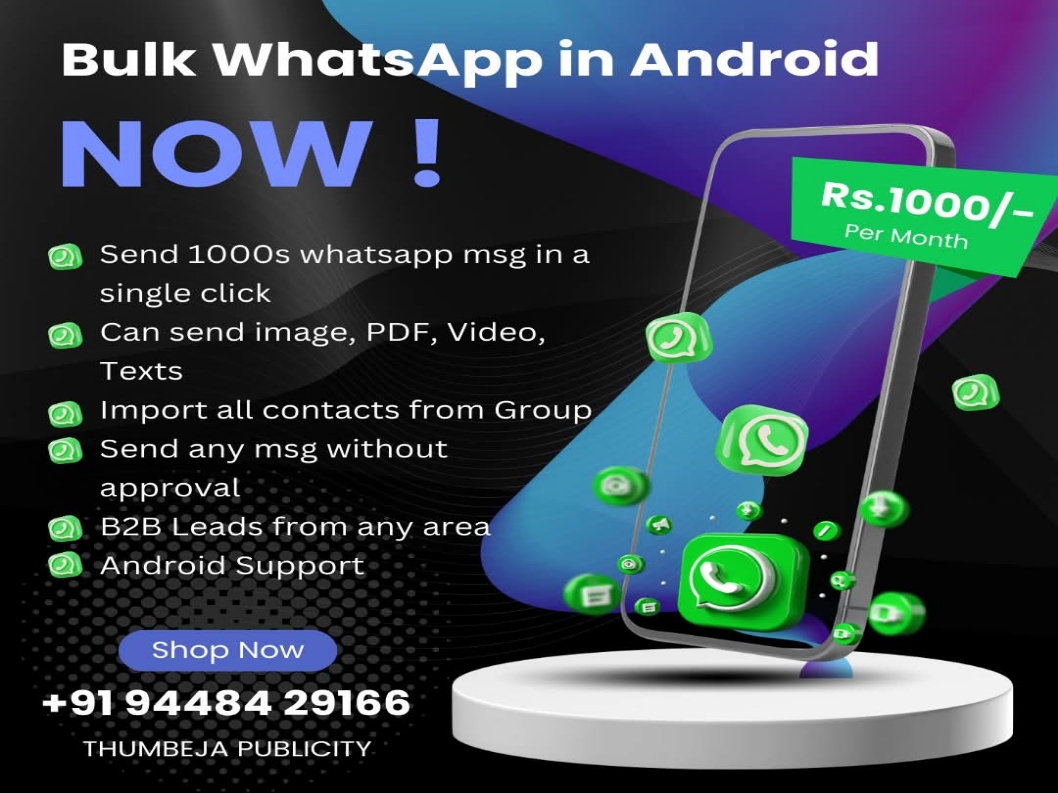 Bulk WhatsApp in Android
NOW !
Rs.1000/-
Per Month
Send 1000s whatsapp msg in a
single click
Can send image, PDF, Video,
Texts
Import all contacts from Group
Send any msg without
approval
B2B Leads from any area
Android Support
Shop Now
+91 94484 29166
THUMBEJA PUBLICITY